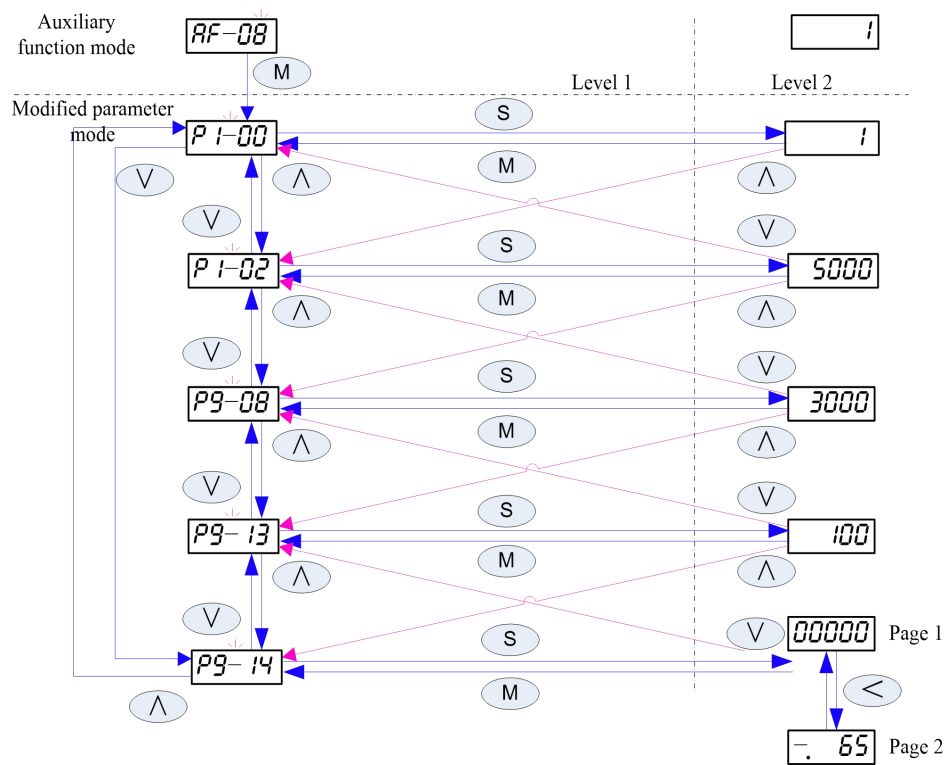 Auxiliary
function mode
AF-08
1
M
Level 1
Level 2
Modified parameter
mode
P1-00
S
1
M
V
Λ
Λ
V
V
P1-02
S
5000
M
Λ
Λ
V
V
P9-08
S
3000
M
Λ
Λ
V
V
P9-13
S
100
M
Λ
Λ
V
V
00000
Page 1
P9-14
S
M
<
Λ
-. 65
Page 2